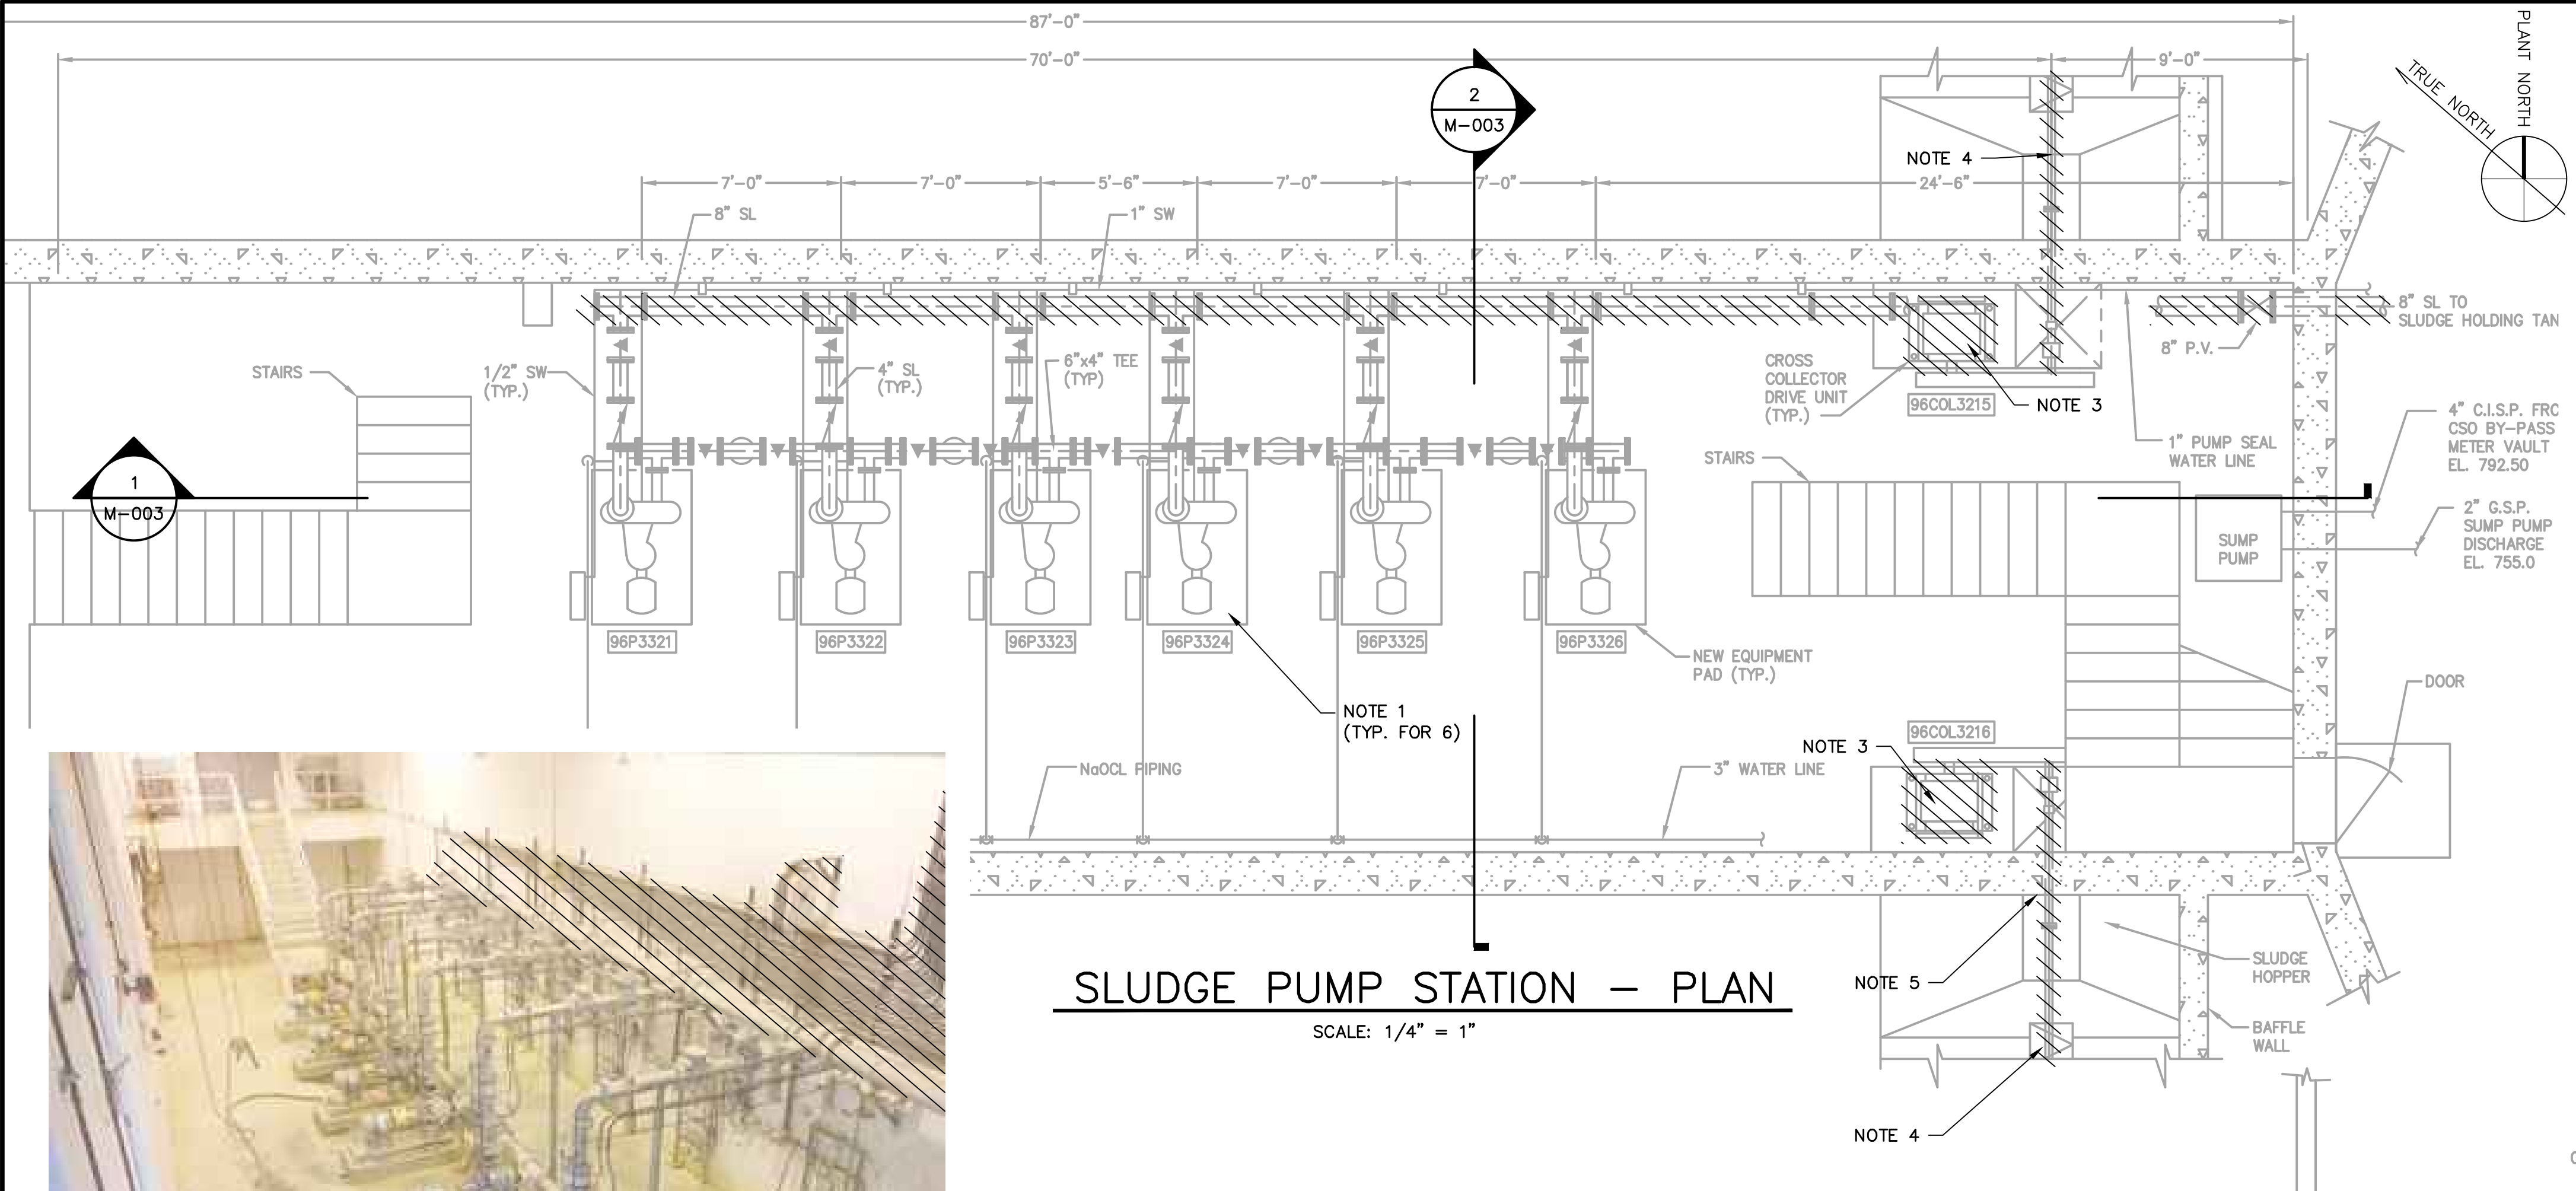 87'-0"
70'-0"
9'-0"
PLANT NORTH
TRUE NORTH
2
M-003
NOTE 4
7'-0"
7'-0"
5'-6"
7'-0"
7'-0"
24'-6"
8" SL
1" SW
8" SL TO
SLUDGE HOLDING TAN
8" P.V.
STAIRS
1/2" SW
(TYP.)
4" SL
(TYP.)
6"x4" TEE
(TYP)
CROSS
COLLECTOR
DRIVE UNIT
(TYP.)
96COL3215
NOTE 3
1" PUMP SEAL
WATER LINE
4" C.I.S.P. FRO
CSO BY-PASS
METER VAULT
EL. 792.50
STAIRS
1
M-003
2" G.S.P.
SUMP PUMP
DISCHARGE
EL. 755.0
SUMP
PUMP
96P3321
96P3322
96P3323
96P3324
96P3325
96P3326
NEW EQUIPMENT
PAD (TYP.)
DOOR
NOTE 1
(TYP. FOR 6)
96COL3216
NOTE 3
NaOCL PIPING
3" WATER LINE
SLUDGE
HOPPER
NOTE 5
SLUDGE PUMP STATION – PLAN
SCALE: 1/4" = 1"
BAFFLE
WALL
NOTE 4